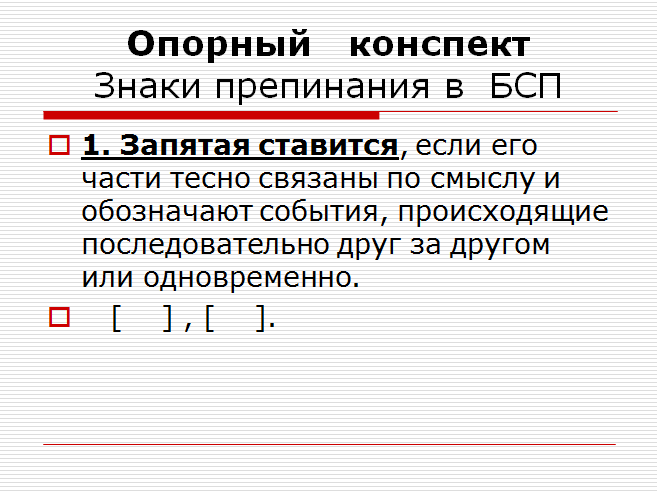 Опорный конспект
Знаки препинания в БСП
1. Запятая ставится, если его
части тесно связаны по смыслу и
обозначают события, происходящие
последовательно друг за другом
или одновременно.
[ ] , [ ].